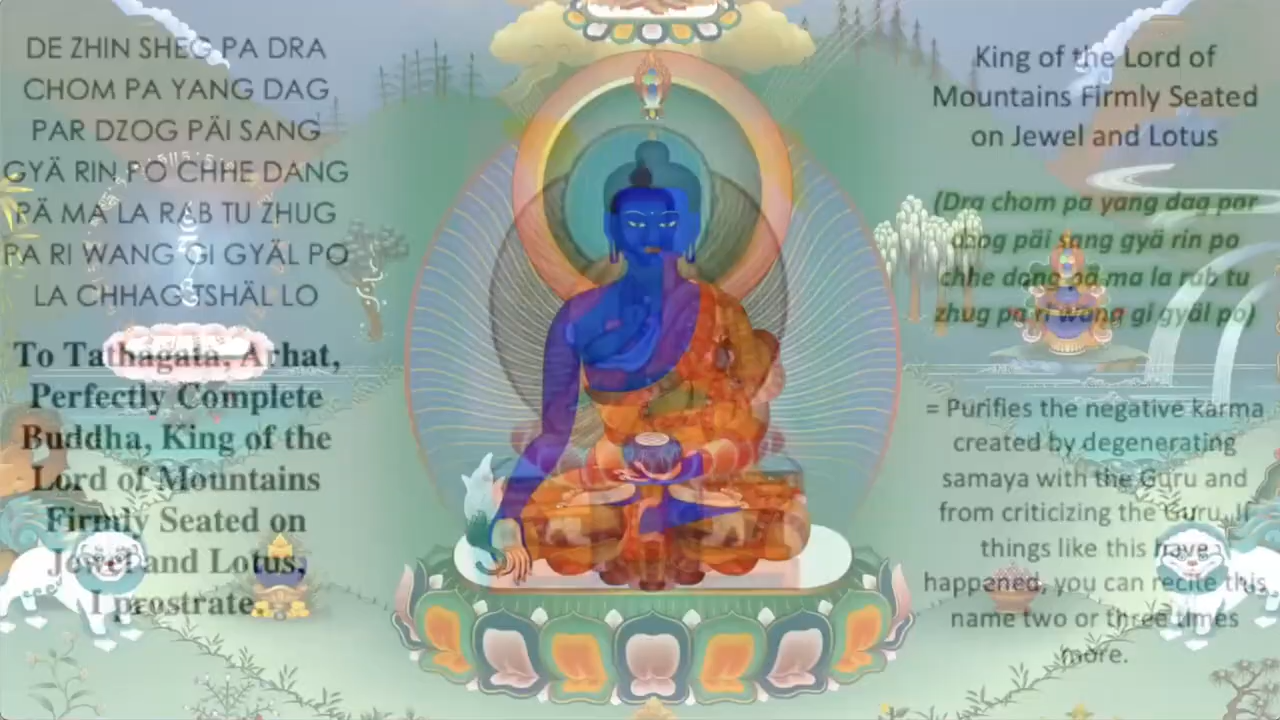 DE ZHIN SHEG PA DRA
CHOM PA YANG DAG
PAR DZOG PÄI SANG
GYÄ RIN PO CHHE DANG
PÄ MA LA RAB TU ZHUG
PA RI WANG GI GYÄL PO
LA CHHAG TSHÄL LO
To Tathagata, Arhat,
Perfectly Complete
Buddha, King of the
Lord of Mountains
Firmly Seated on
Jewel and Lotus,
I prostrate.
King of the Lord of
Mountains Firmly Seated
on Jewel and Lotus
(Dra chom pa yang dag par
dzog päi sang gyä rin po
chhe dang pä ma la rab tu
zhug pa ri wang gi gyäl po)
= Purifies the negative karma
created by degenerating
samaya with the Guru and
from criticizing the Guru. If
things like this have
happened, you can recite this
name two or three times
more.